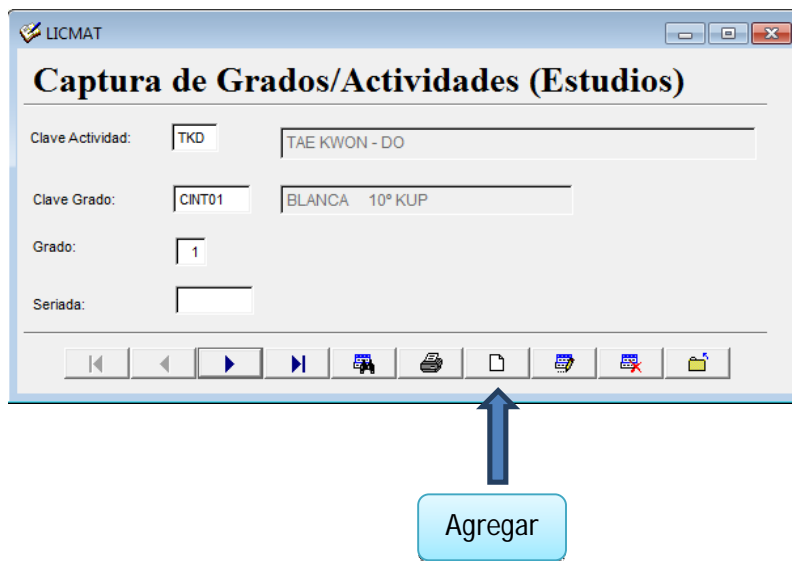 LICMAT
Captura de Grados/Actividades (Estudios)
Clave Actividad: TKD TAE KWON - DO
Clave Grado: CINT01 BLANCA 10º KUP
Grado: 1
Seriada:
Agregar